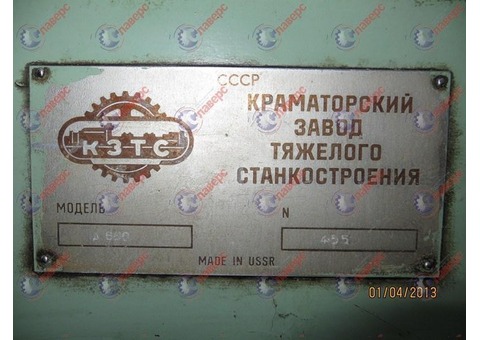 СССР
КРАМАТОРСКИЙ
ЗАВОД
ТЯЖЕЛОГО
СТАНКОСТРОЕНИЯ
КЗТС
МОДЕЛЬ
N
455
MADE IN USSR
01/04/2013